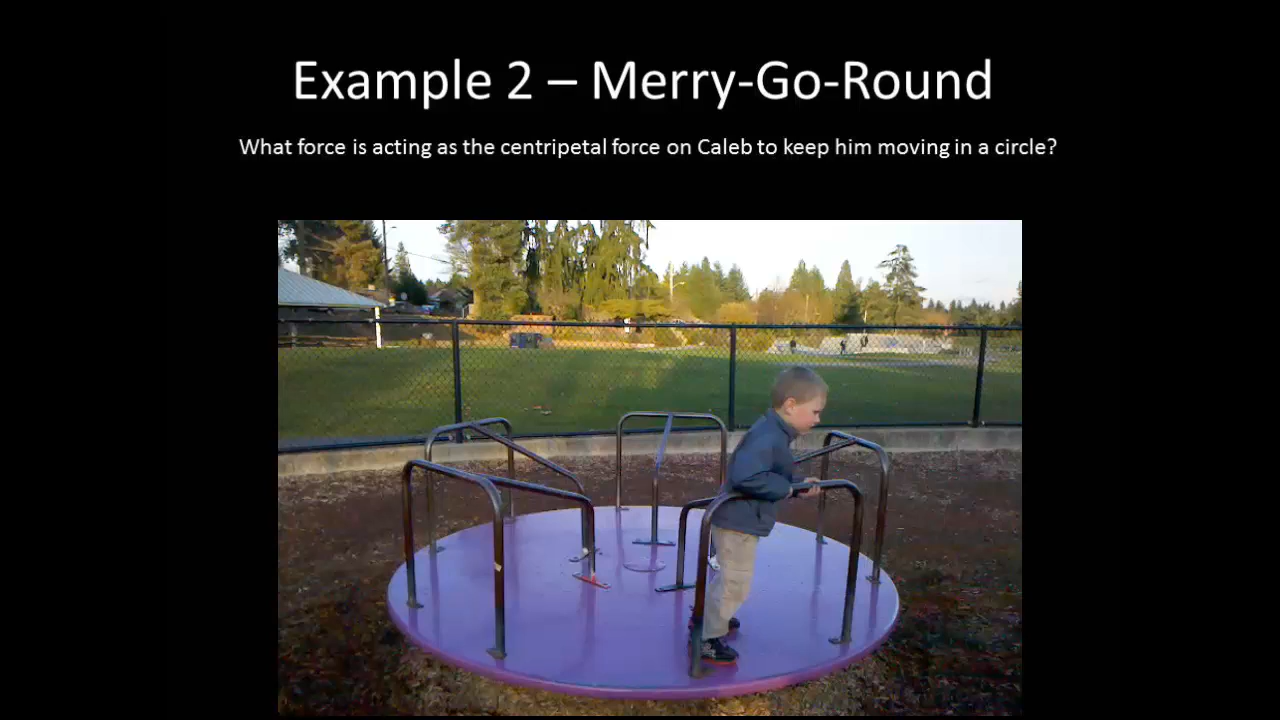 Example 2 – Merry-Go-Round
What force is acting as the centripetal force on Caleb to keep him moving in a circle?